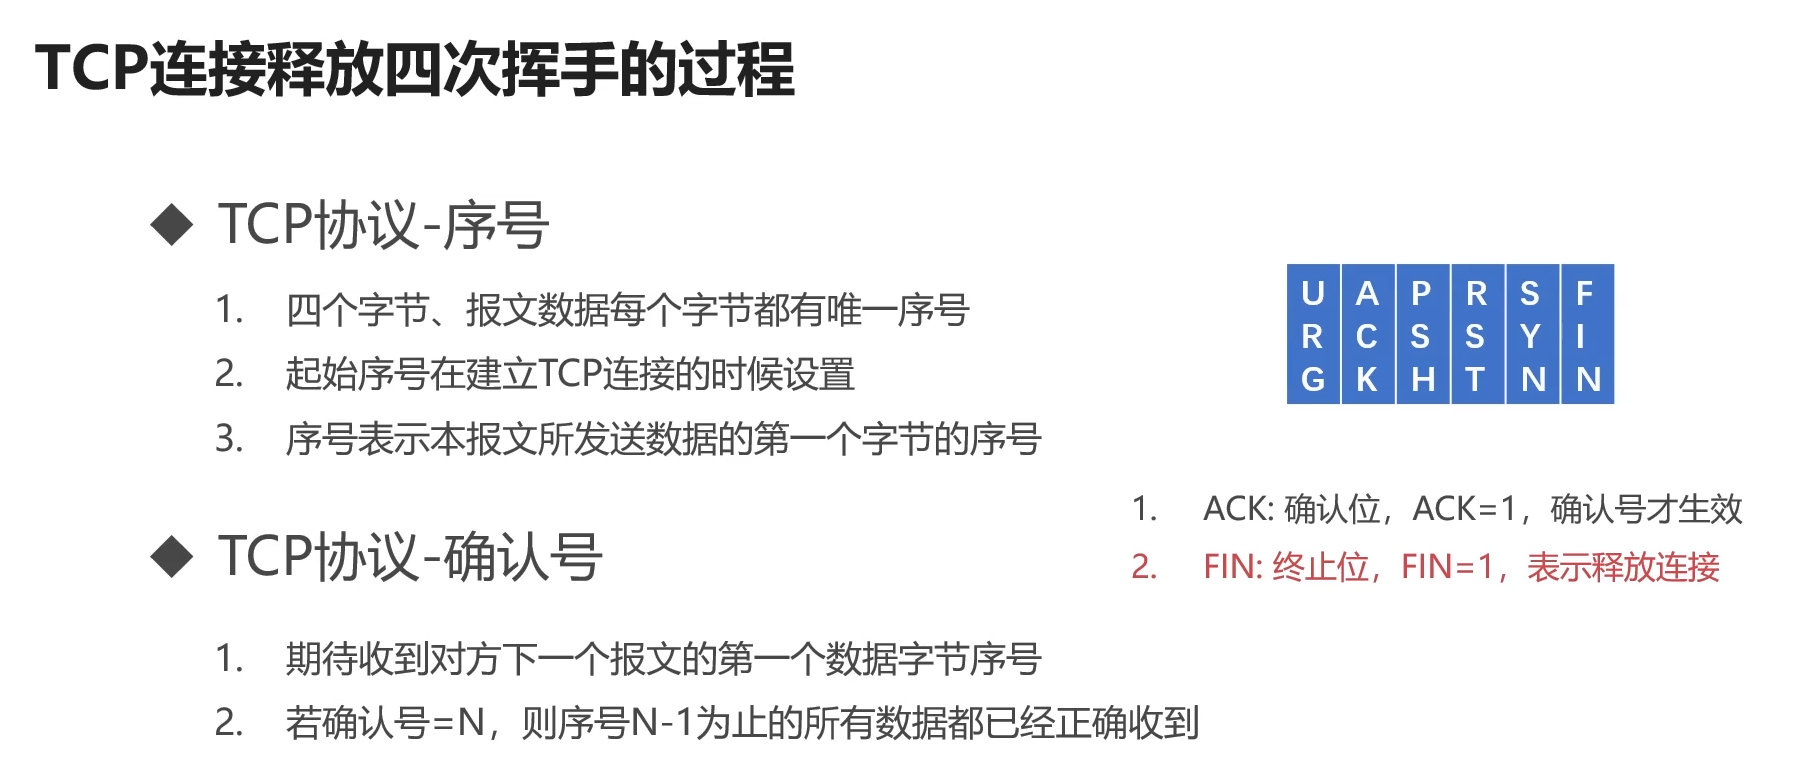 TCP连接释放四次挥手的过程
◆ TCP协议-序号
1. 四个字节、报文数据每个字节都有唯一序号
2. 起始序号在建立TCP连接的时候设置
3. 序号表示本报文所发送数据的第一个字节的序号
◆ TCP协议-确认号
1. 期待收到对方下一个报文的第一个数据字节序号
2. 若确认号=N，则序号N-1为止的所有数据都已经正确收到
URG ACK PSH RST SYN FIN
1. ACK: 确认位，ACK=1，确认号才生效
2. FIN: 终止位，FIN=1，表示释放连接